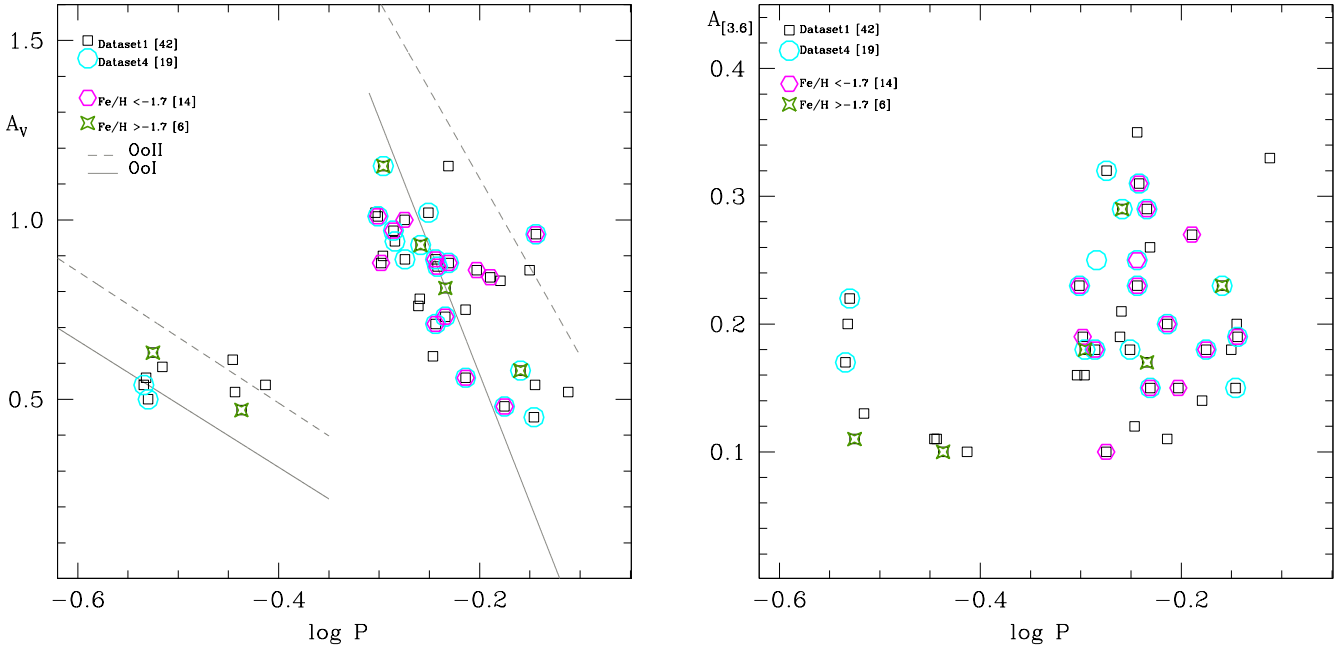 1.5
1.0
0.5
A_V
Dataset1 [42]
Dataset4 [19]
Fe/H <−1.7 [14]
Fe/H >−1.7 [6]
OoII
OoI
−0.6
−0.4
−0.2
log P
A_[3.6]
0.4
0.3
0.2
0.1
Dataset1 [42]
Dataset4 [19]
Fe/H <−1.7 [14]
Fe/H >−1.7 [6]
−0.6
−0.4
−0.2
log P